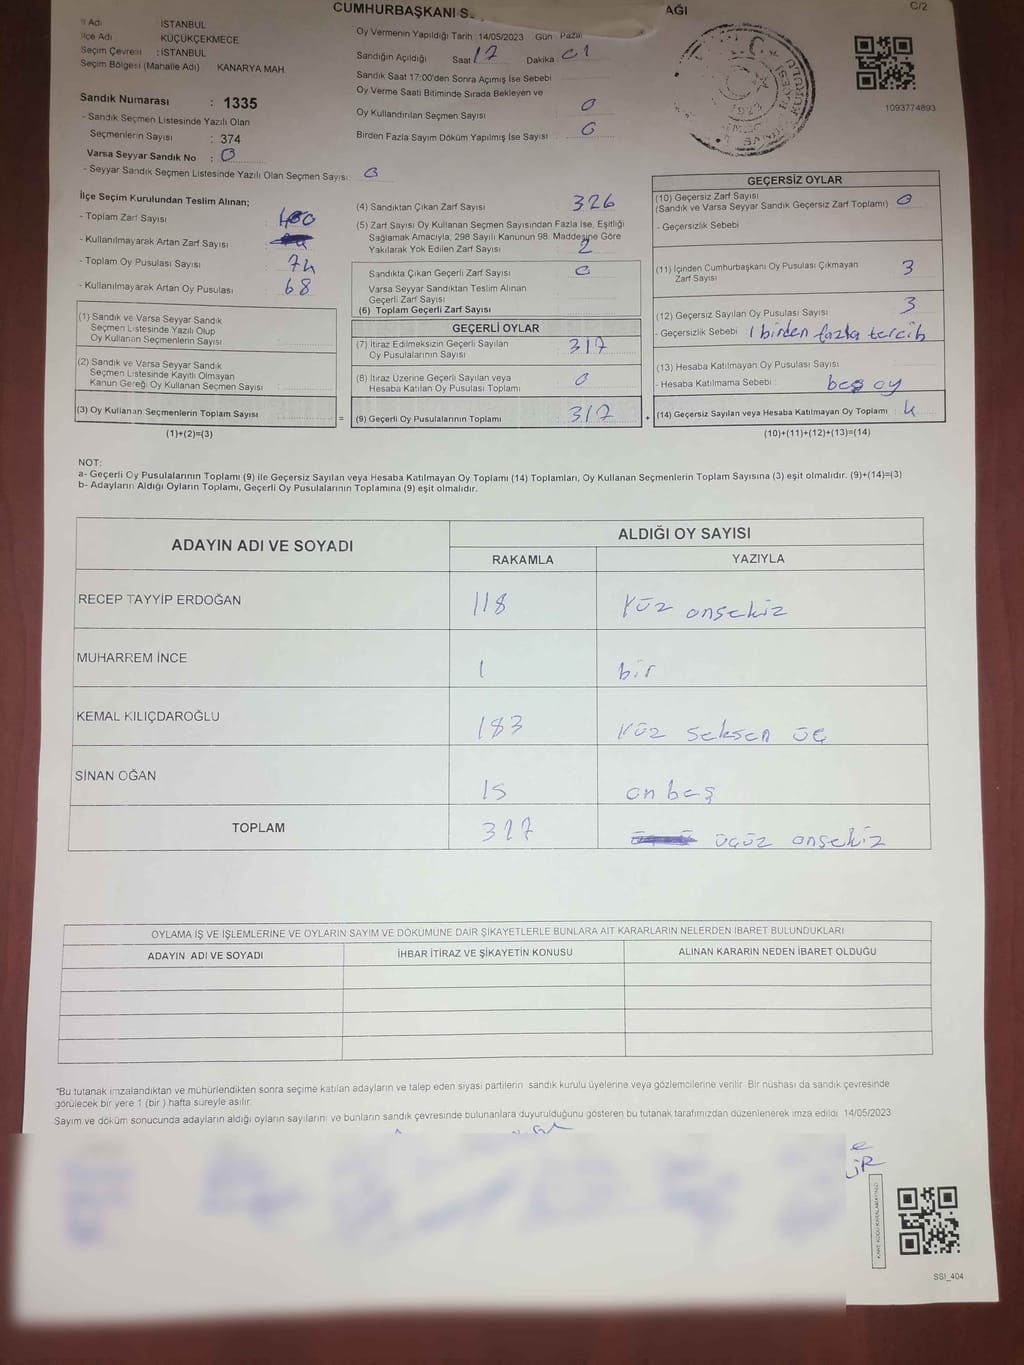 CUMHURBAŞKANI S
AĞI
C/2
İl Adı : İSTANBUL
İlçe Adı KÜÇÜKÇEKMECE
Seçim Çevresi : İSTANBUL
Seçim Bölgesi (Mahalle Adı) KANARYA MAH.
Sandık Numarası : 1335
- Sandık Seçmen Listesinde Yazılı Olan
Seçmenlerin Sayısı : 374
Varsa Seyyar Sandık No : 0
- Seyyar Sandık Seçmen Listesinde Yazılı Olan Seçmen Sayısı: 0
Oy Vermenin Yapıldığı Tarih :14/05/2023 Gün : Pazar
Sandığın Açıldığı Saat 17 Dakika 01
Sandık Saat 17:00'den Sonra Açımış İse Sebebi
Oy Verme Saati Bitiminde Sırada Bekleyen ve
Oy Kullandırılan Seçmen Sayısı : 0
Birden Fazla Sayım Döküm Yapılmış İse Sayısı : 0
1923
1093774893
İlçe Seçim Kurulundan Teslim Alınan;
- Toplam Zarf Sayısı : 400
- Kullanılmayarak Artan Zarf Sayısı :
- Toplam Oy Pusulası Sayısı : 74
- Kullanılmayarak Artan Oy Pusulası : 68
(1) Sandık ve Varsa Seyyar Sandık
Seçmen Listesinde Yazılı Olup
Oy Kullanan Seçmenlerin Sayısı
(2) Sandık ve Varsa Seyyar Sandık
Seçmen Listesinde Kayıtlı Olmayan
Kanun Gereği Oy Kullanan Seçmen Sayısı
(3) Oy Kullanan Seçmenlerin Toplam Sayısı =
(1)+(2)=(3)
(4) Sandıktan Çıkan Zarf Sayısı : 326
(5) Zarf Sayısı Oy Kullanan Seçmen Sayısından Fazla İse, Eşitliği
Sağlamak Amacıyla, 298 Sayılı Kanunun 98. Maddesine Göre
Yakılarak Yok Edilen Zarf Sayısı : 2
Sandıkta Çıkan Geçerli Zarf Sayısı : 0
Varsa Seyyar Sandıktan Teslim Alınan
Geçerli Zarf Sayısı
(6) Toplam Geçerli Zarf Sayısı
GEÇERLİ OYLAR
(7) İtiraz Edilmeksizin Geçerli Sayılan
Oy Pusulalarının Sayısı : 317
(8) İtiraz Üzerine Geçerli Sayılan veya
Hesaba Katılan Oy Pusulası Toplamı : 0
(9) Geçerli Oy Pusulalarının Toplamı : 317 +
GEÇERSİZ OYLAR
(10) Geçersiz Zarf Sayısı
(Sandık ve Varsa Seyyar Sandık Geçersiz Zarf Toplamı) : 0
- Geçersizlik Sebebi :
(11) İçinden Cumhurbaşkanı Oy Pusulası Çıkmayan
Zarf Sayısı : 3
(12) Geçersiz Sayılan Oy Pusulası Sayısı : 3
- Geçersizlik Sebebi : 1 birden fazla tercih
(13) Hesaba Katılmayan Oy Pusulası Sayısı :
- Hesaba Katılmama Sebebi : beş oy
(14) Geçersiz Sayılan veya Hesaba Katılmayan Oy Toplamı : 4
(10)+(11)+(12)+(13)=(14)
NOT:
a- Geçerli Oy Pusulalarının Toplamı (9) ile Geçersiz Sayılan veya Hesaba Katılmayan Oy Toplamı (14) Toplamları, Oy Kullanan Seçmenlerin Toplam Sayısına (3) eşit olmalıdır. (9)+(14)=(3)
b- Adayların Aldığı Oyların Toplamı, Geçerli Oy Pusulalarının Toplamına (9) eşit olmalıdır.
ADAYIN ADI VE SOYADI
ALDIĞI OY SAYISI
RAKAMLA YAZIYLA
RECEP TAYYİP ERDOĞAN 118 Yüz onsekiz
MUHARREM İNCE 1 bir
KEMAL KILIÇDAROĞLU 183 Yüz seksen üç
SİNAN OĞAN 15 on beş
TOPLAM 317 üçüz onsekiz
OYLAMA İŞ VE İŞLEMLERİNE VE OYLARIN SAYIM VE DÖKÜMÜNE DAİR ŞİKAYETLERLE BUNLARA AİT KARARLARIN NELERDEN İBARET BULUNDUKLARI
ADAYIN ADI VE SOYADI İHBAR İTİRAZ VE ŞİKAYETİN KONUSU ALINAN KARARIN NEDEN İBARET OLDUĞU
*Bu tutanak imzalandıktan ve mühürlendikten sonra seçime katılan adayların ve talep eden siyasi partilerin sandık kurulu üyelerine veya gözlemcilerine verilir. Bir nüshası da sandık çevresinde
görülecek bir yere 1 (bir ) hafta süreyle asılır.
Sayım ve döküm sonucunda adayların aldığı oyların sayılarını ve bunların sandık çevresinde bulunanlara duyurulduğunu gösteren bu tutanak tarafımızdan düzenlenerek imza edildi. 14/05/2023
KARE KODU KARALAMAYINIZ!
SSI_404